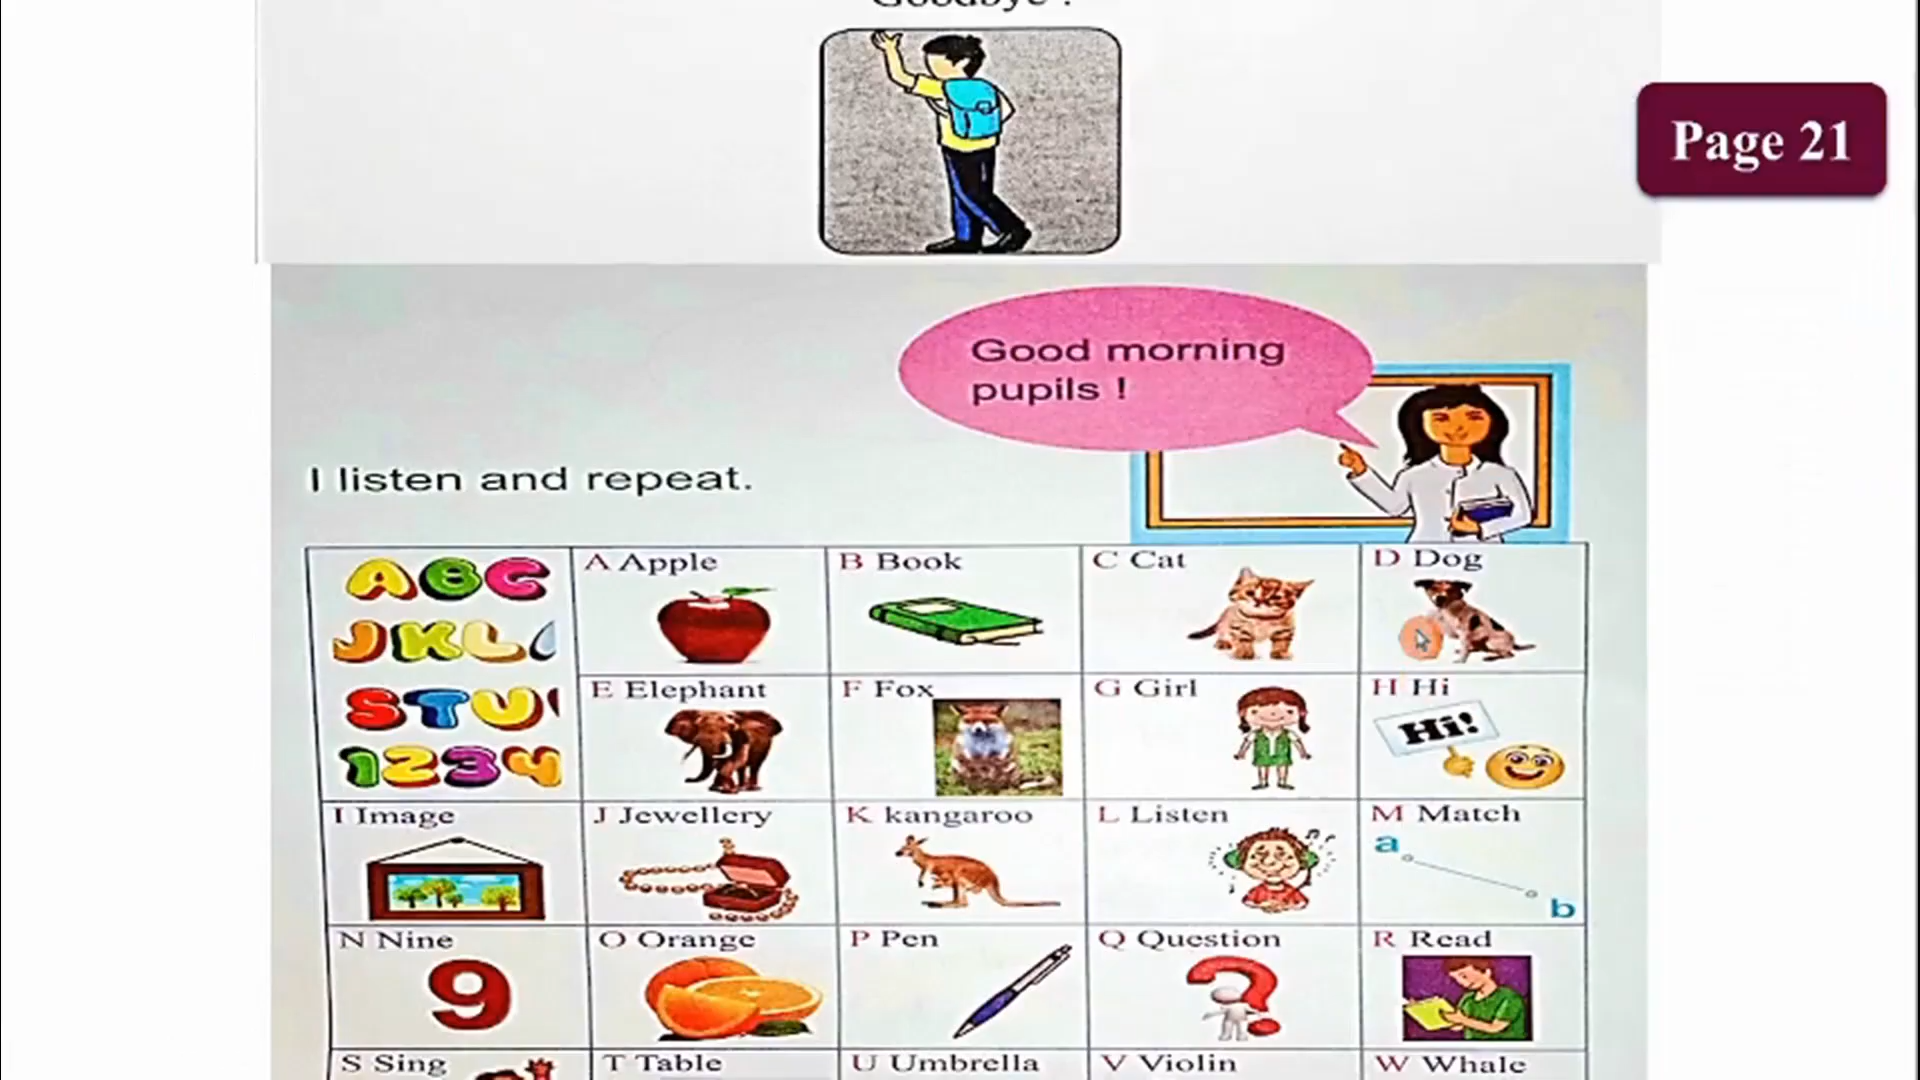 Goodbye !
Page 21
Good morning
pupils !
I listen and repeat.
ABC
JKL
STU
1234
A Apple
B Book
C Cat
D Dog
E Elephant
F Fox
G Girl
H Hi
Hi!
I Image
J Jewellery
K kangaroo
L Listen
M Match
a
b
N Nine
9
O Orange
P Pen
Q Question
?
R Read
S Sing
T Table
U Umbrella
V Violin
W Whale